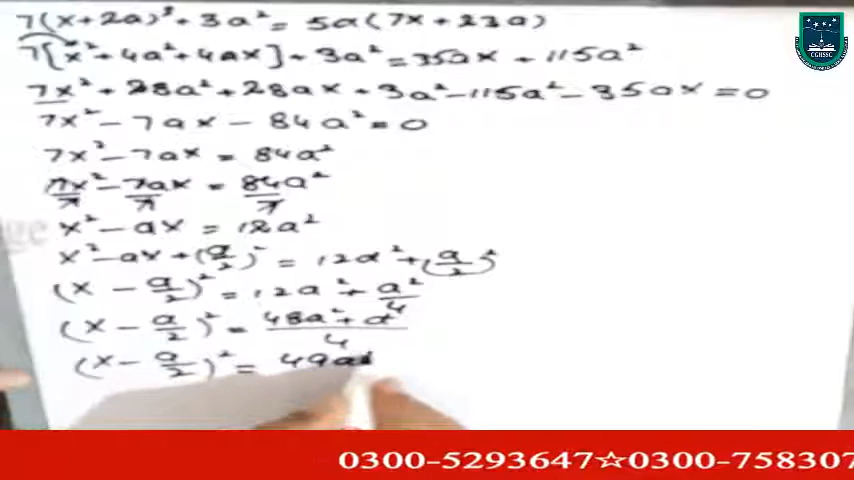 7(x+2a)² + 3a² = 5a(7x+23a)
7[x²+4a²+4ax] + 3a² = 35ax + 115a²
7x² + 28a² + 28ax + 3a² - 115a² - 35ax = 0
7x² - 7ax - 84a² = 0
7x² - 7ax = 84a²
7x²/7 - 7ax/7 = 84a²/7
x² - ax = 12a²
x² - ax + (a/2)² = 12a² + (a/2)²
(x - a/2)² = 12a² + a²/4
(x - a/2)² = 48a² + a²/4
(x - a/2)² = 49a²
CGHSSC
0300-5293647☆0300-758307